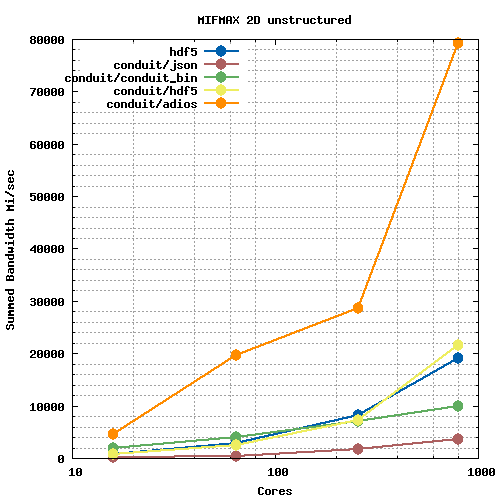 MIFMAX 2D unstructured
hdf5
conduit/json
conduit/conduit_bin
conduit/hdf5
conduit/adios
80000
70000
60000
50000
40000
30000
20000
10000
0
Summed Bandwidth Mi/sec
10 100 1000
Cores